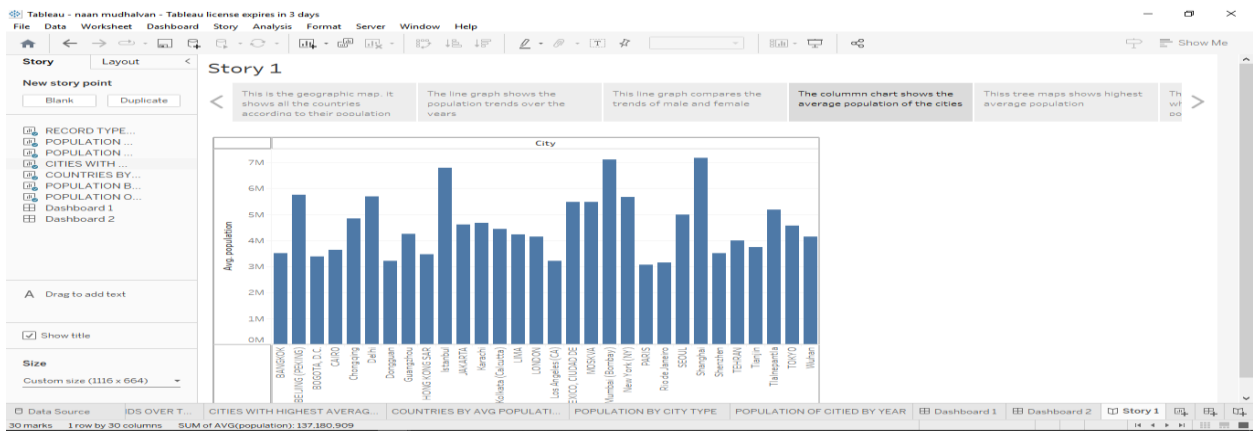 Tableau - naan mudhalvan - Tableau license expires in 3 days
File Data Worksheet Dashboard Story Analysis Format Server Window Help
Show Me
Story Layout
New story point
Blank Duplicate
RECORD TYPE...
POPULATION ...
POPULATION ...
CITIES WITH ...
COUNTRIES BY...
POPULATION B...
POPULATION O...
Dashboard 1
Dashboard 2
A Drag to add text
Show title
Size
Custom size (1116 x 664)
Story 1
This is the geographic map. it
shows all the countries
according to their population
The line graph shows the
population trends over the
years
This line graph compares the
trends of male and female
The colummn chart shows the
average population of the cities
Thiss tree maps shows highest
average population
Th
wh
po
City
Avg. population
7M
6M
5M
4M
3M
2M
1M
0M
BANGKOK
BEIJING (PEKING)
BOGOTA, D.C.
CAIRO
Chongqing
Delhi
Dongguan
Guangzhou
HONG KONG SAR
Istanbul
JAKARTA
Karachi
Kolkata (Calcutta)
LIMA
LONDON
Los Angeles (CA)
EXICO, CIUDAD DE
MOSKVA
Mumbai (Bombay)
New York (NY)
PARIS
Rio de Janeiro
SEOUL
Shanghai
Shenzhen
TEHRAN
Tianjin
Tlalnepantla
TOKYO
Wuhan
Data Source IDS OVER T... CITIES WITH HIGHEST AVERAG... COUNTRIES BY AVG POPULATI... POPULATION BY CITY TYPE POPULATION OF CITIED BY YEAR Dashboard 1 Dashboard 2 Story 1
30 marks 1 row by 30 columns SUM of AVG(population): 137,180,909